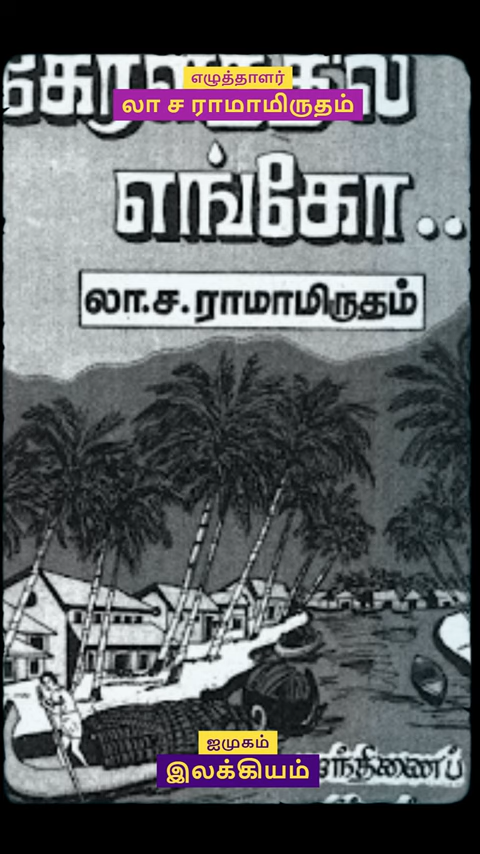 எழுத்தாளர்
லா ச ராமாமிருதம்
எங்கோ..
லா.ச.ராமாமிருதம்
ஐமுகம்
இலக்கியம்